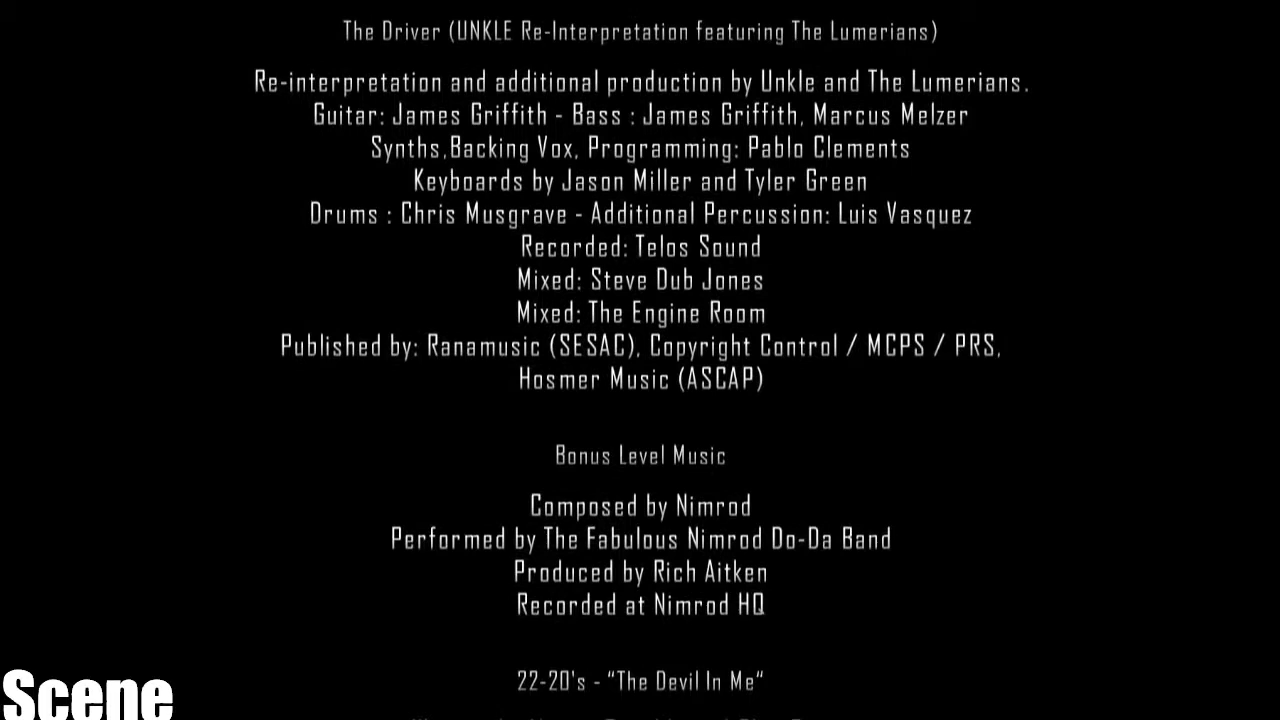 The Driver (UNKLE Re-Interpretation featuring The Lumerians)
Re-interpretation and additional production by Unkle and The Lumerians.
Guitar: James Griffith - Bass : James Griffith, Marcus Melzer
Synths,Backing Vox, Programming: Pablo Clements
Keyboards by Jason Miller and Tyler Green
Drums : Chris Musgrave - Additional Percussion: Luis Vasquez
Recorded: Telos Sound
Mixed: Steve Dub Jones
Mixed: The Engine Room
Published by: Ranamusic (SESAC), Copyright Control / MCPS / PRS,
Hosmer Music (ASCAP)
Bonus Level Music
Composed by Nimrod
Performed by The Fabulous Nimrod Do-Da Band
Produced by Rich Aitken
Recorded at Nimrod HQ
22-20's - “The Devil In Me“
Scene